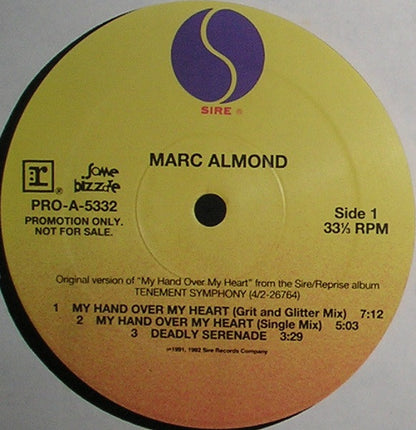 SIRE ®
MARC ALMOND
r ®
Some
bizzare
PRO-A-5332
PROMOTION ONLY.
NOT FOR SALE.
Side 1
33⅓ RPM
Original version of "My Hand Over My Heart" from the Sire/Reprise album
TENEMENT SYMPHONY (4/2-26764)
1 MY HAND OVER MY HEART (Grit and Glitter Mix) 7:12
2 MY HAND OVER MY HEART (Single Mix) 5:03
3 DEADLY SERENADE 3:29
℗1991, 1992 Sire Records Company